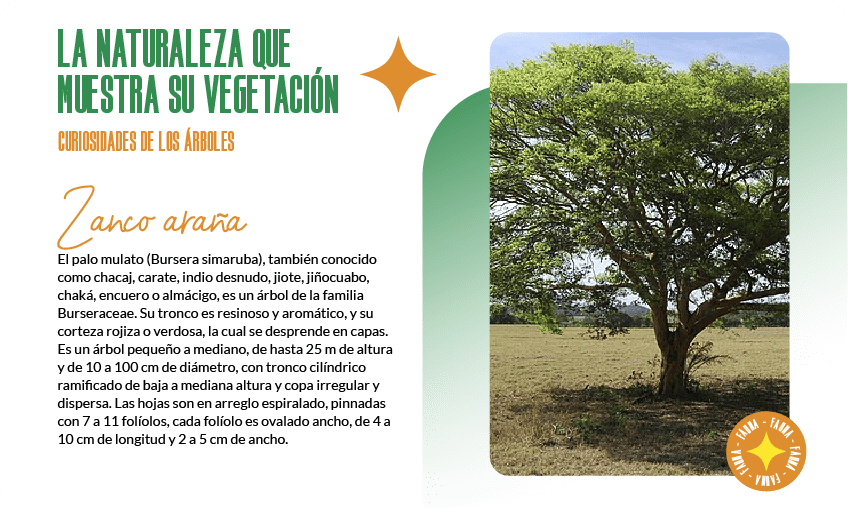 LA NATURALEZA QUE
MUESTRA SU VEGETACIÓN
CURIOSIDADES DE LOS ÁRBOLES
Zanco araña
El palo mulato (Bursera simaruba), también conocido
como chacaj, carate, indio desnudo, jiote, jiñocuabo,
chaká, encuero o almácigo, es un árbol de la familia
Burseraceae. Su tronco es resinoso y aromático, y su
corteza rojiza o verdosa, la cual se desprende en capas.
Es un árbol pequeño a mediano, de hasta 25 m de altura
y de 10 a 100 cm de diámetro, con tronco cilíndrico
ramificado de baja a mediana altura y copa irregular y
dispersa. Las hojas son en arreglo espiralado, pinnadas
con 7 a 11 folíolos, cada folíolo es ovalado ancho, de 4 a
10 cm de longitud y 2 a 5 cm de ancho.
FAUNA - FAUNA - FAUNA - FAUNA - FAUNA -